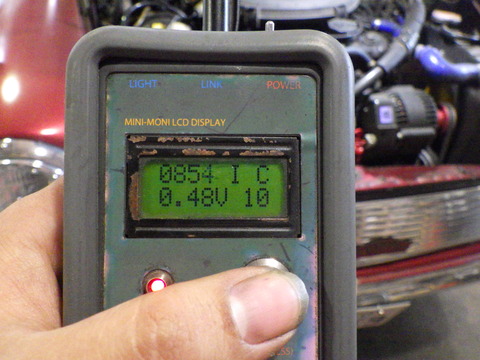 LIGHT LINK POWER
MINI-MONI LCD DISPLAY
0854 I C
0.48V 10